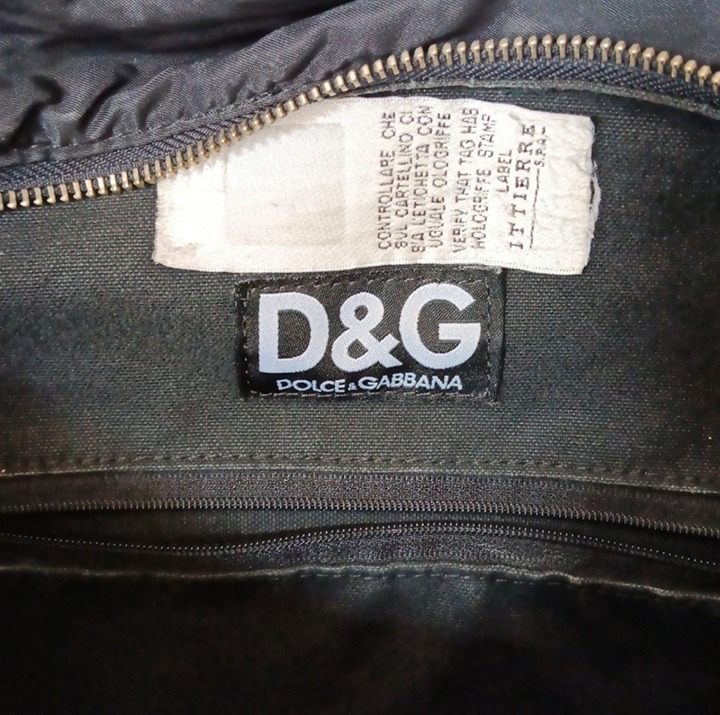 CONTROLLARE CHE
SUL CARTELLINO CI
SIA L'ETICHETTA CON
UGUALE OLOGRIFFE
VERIFY THAT TAG HAS
HOLOGRIFFE STAMP
LABEL
ITTIERRE
S.P.A.-
D&G
DOLCE&GABBANA